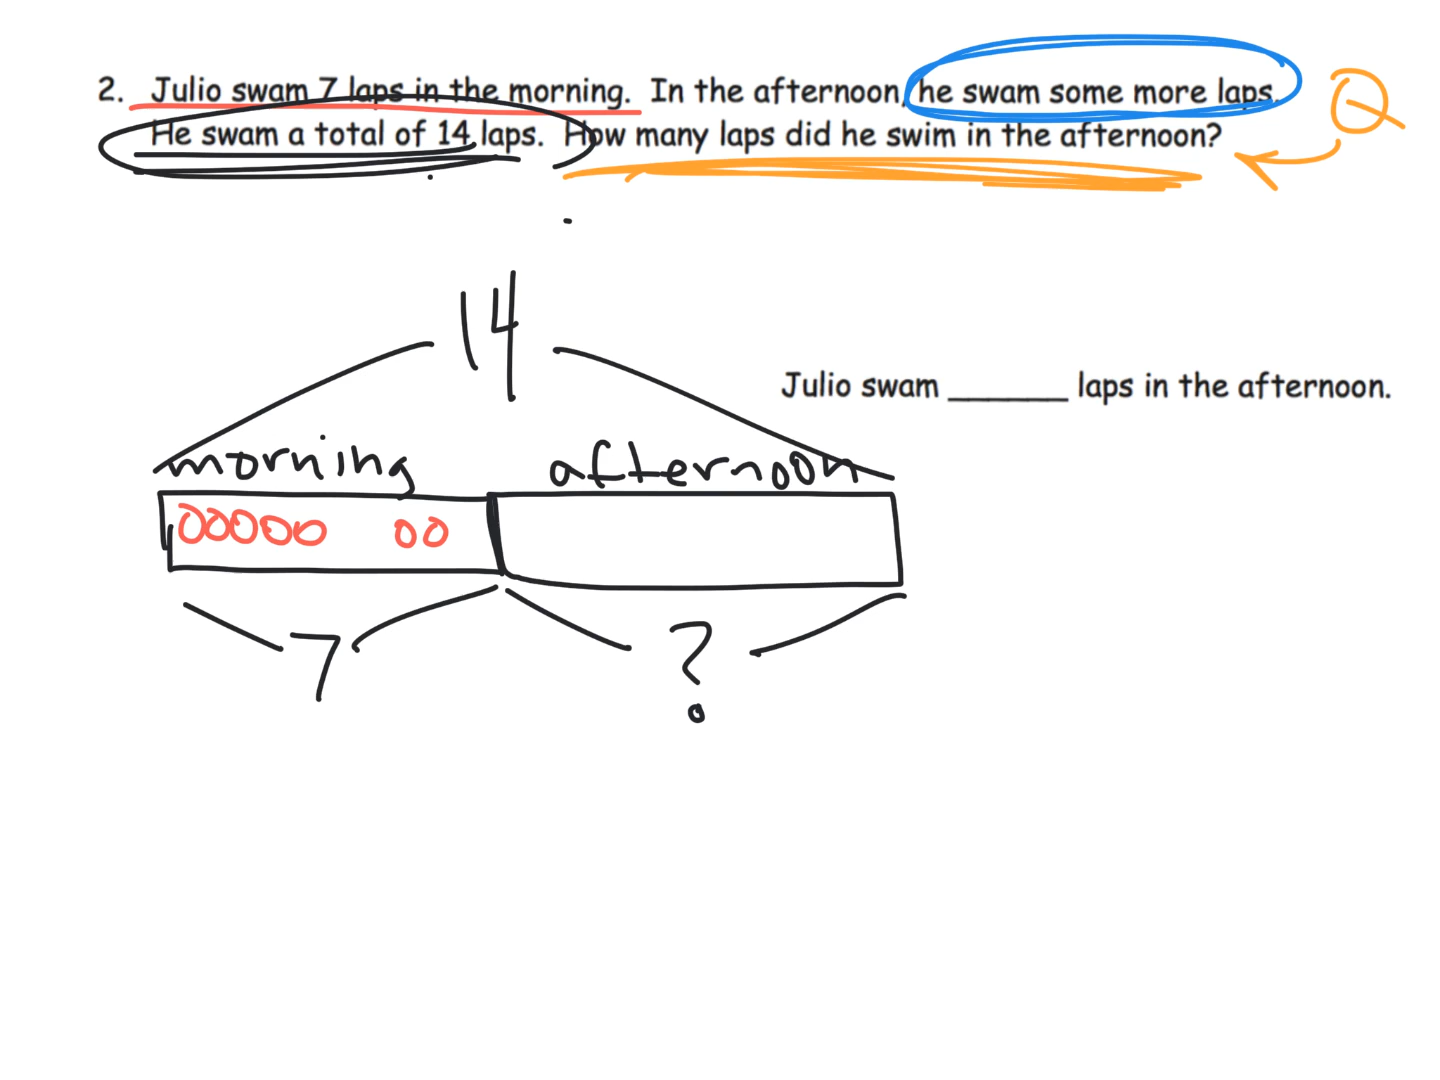 2. Julio swam 7 laps in the morning. In the afternoon, he swam some more laps.
He swam a total of 14 laps. How many laps did he swim in the afternoon?
Q
14
Julio swam ______ laps in the afternoon.
morning afternoon
7 ?